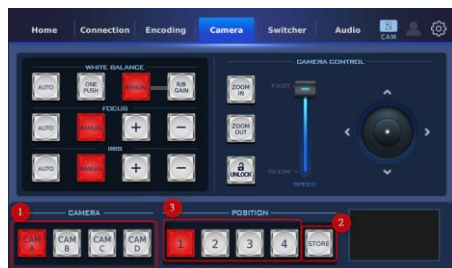 Home Connection Encoding Camera Switcher Audio CAM
WHITE BALANCE
AUTO ONE PUSH MANUAL R/B GAIN
FOCUS
AUTO MANUAL + −
IRIS
AUTO MANUAL + −
CAMERA CONTROL
ZOOM IN
FAST
ZOOM OUT
UNLOCK
SLOW
SPEED
1 CAMERA
CAM A CAM B CAM C CAM D
3 POSITION 2
1 2 3 4 STORE